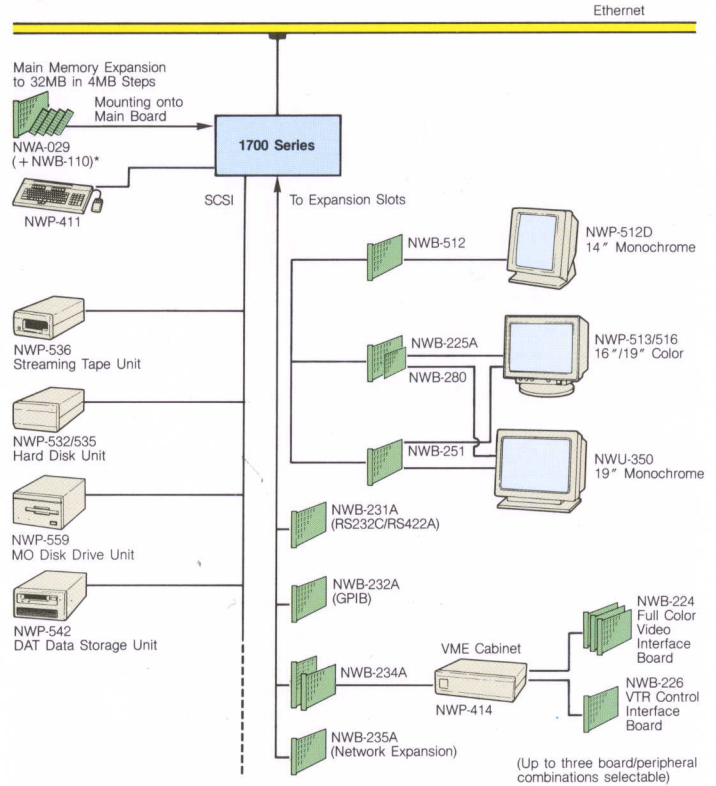 Ethernet
Main Memory Expansion
to 32MB in 4MB Steps
Mounting onto
Main Board
NWA-029
(+NWB-110)*
1700 Series
NWP-411
SCSI
To Expansion Slots
NWB-512
NWP-512D
14″ Monochrome
NWP-536
Streaming Tape Unit
NWB-225A
NWB-280
NWP-513/516
16″/19″ Color
NWP-532/535
Hard Disk Unit
NWB-251
NWU-350
19″ Monochrome
NWP-559
MO Disk Drive Unit
NWB-231A
(RS232C/RS422A)
NWP-542
DAT Data Storage Unit
NWB-232A
(GPIB)
NWB-234A
VME Cabinet
NWP-414
NWB-224
Full Color
Video
Interface
Board
NWB-226
VTR Control
Interface
Board
NWB-235A
(Network Expansion)
(Up to three board/peripheral
combinations selectable)